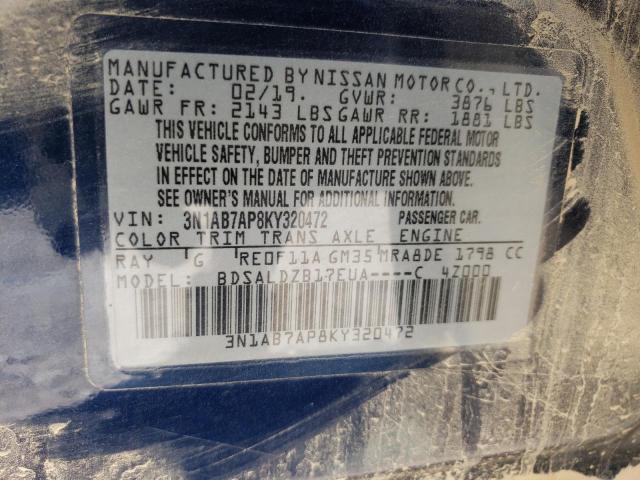 MANUFACTURED BY NISSAN MOTOR CO., LTD.
DATE: 02/19. GVWR: 3876 LBS
GAWR FR: 2143 LBS GAWR RR: 1881 LBS
THIS VEHICLE CONFORMS TO ALL APPLICABLE FEDERAL MOTOR
VEHICLE SAFETY, BUMPER AND THEFT PREVENTION STANDARDS
IN EFFECT ON THE DATE OF MANUFACTURE SHOWN ABOVE.
SEE OWNER'S MANUAL FOR ADDITIONAL INFORMATION.
VIN: 3N1AB7AP8KY320472 PASSENGER CAR.
COLOR TRIM TRANS AXLE ENGINE
RAY G RE0F11A GM35 MRA8DE 1798 CC
MODEL: BDSALDZB17EUA----C 4Z000
3N1AB7AP8KY320472